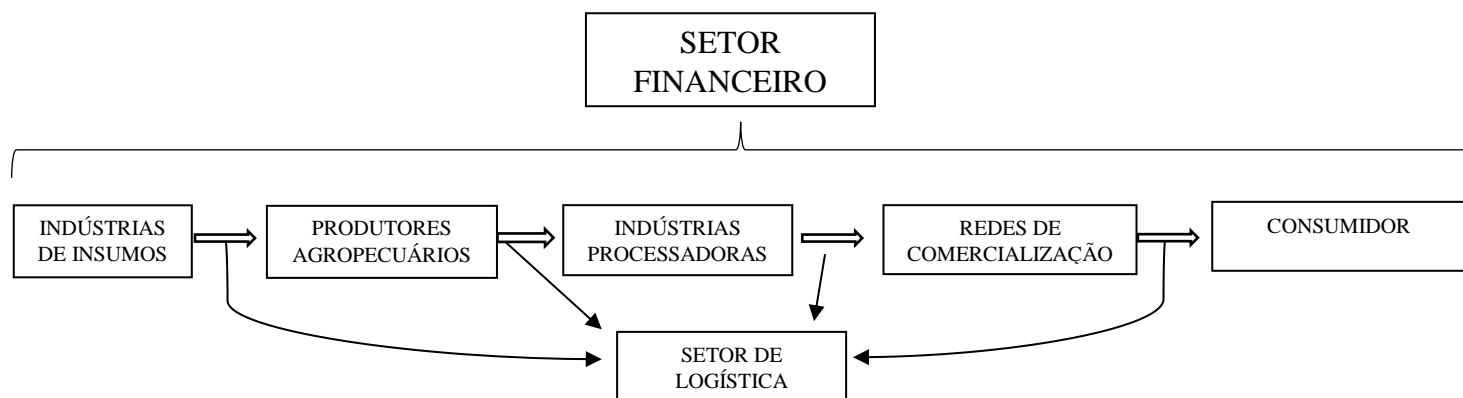 SETOR
FINANCEIRO
INDÚSTRIAS
DE INSUMOS
PRODUTORES
AGROPECUÁRIOS
INDÚSTRIAS
PROCESSADORAS
REDES DE
COMERCIALIZAÇÃO
CONSUMIDOR
SETOR DE
LOGÍSTICA